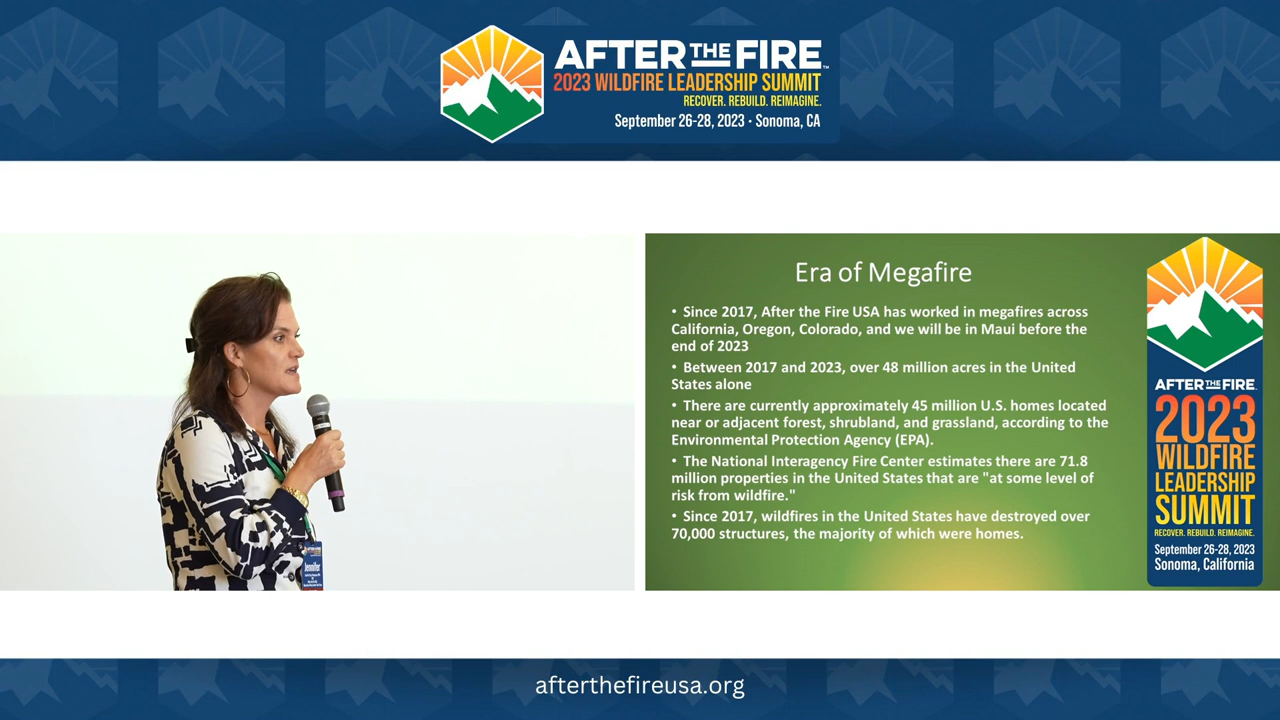 AFTER THE FIRE™
2023 WILDFIRE LEADERSHIP SUMMIT
RECOVER. REBUILD. REIMAGINE.
September 26-28, 2023 • Sonoma, CA
AFTER THE FIRE
Jennifer
Era of Megafire
• Since 2017, After the Fire USA has worked in megafires across
California, Oregon, Colorado, and we will be in Maui before the
end of 2023
• Between 2017 and 2023, over 48 million acres in the United
States alone
• There are currently approximately 45 million U.S. homes located
near or adjacent forest, shrubland, and grassland, according to the
Environmental Protection Agency (EPA).
• The National Interagency Fire Center estimates there are 71.8
million properties in the United States that are "at some level of
risk from wildfire."
• Since 2017, wildfires in the United States have destroyed over
70,000 structures, the majority of which were homes.
AFTER THE FIRE
2023
WILDFIRE
LEADERSHIP
SUMMIT
RECOVER. REBUILD. REIMAGINE.
September 26-28, 2023
Sonoma, California
afterthefireusa.org